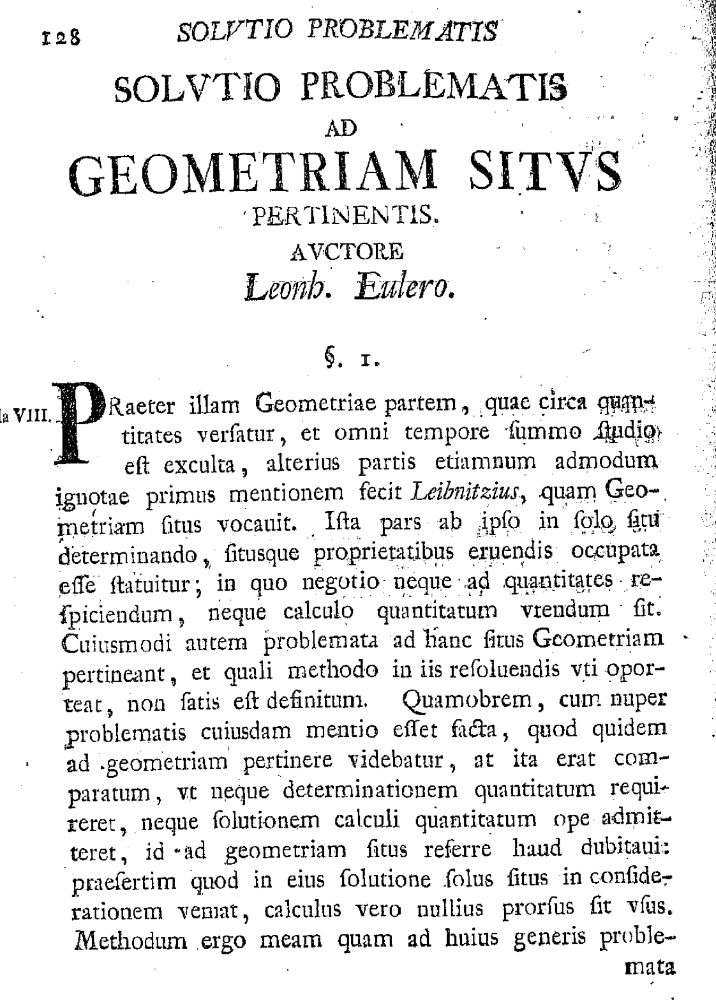 128 SOLVTIO PROBLEMATIS
SOLVTIO PROBLEMATIS
AD
GEOMETRIAM SITVS
PERTINENTIS.
AVCTORE
Leonh. Eulero.
§. 1.
la VIII. PRaeter illam Geometriae partem, quae circa quan-
titates verſatur, et omni tempore ſummo ſtudio
eſt exculta, alterius partis etiamnum admodum
ignotae primus mentionem fecit Leibnitzius, quam Geo-
metriam ſitus vocauit. Iſta pars ab ipſo in ſolo ſitu
determinando, ſitusque proprietatibus eruendis occupata
eſſe ſtatuitur; in quo negotio neque ad quantitates re-
ſpiciendum, neque calculo quantitatum vtendum ſit.
Cuiusmodi autem problemata ad hanc ſitus Geometriam
pertineant, et quali methodo in iis reſoluendis vti opor-
teat, non ſatis eſt definitum. Quamobrem, cum nuper
problematis cuiusdam mentio eſſet facta, quod quidem
ad geometriam pertinere videbatur, at ita erat com-
paratum, vt neque determinationem quantitatum requi-
reret, neque ſolutionem calculi quantitatum ope admit-
teret, id ad geometriam ſitus referre haud dubitaui:
praeſertim quod in eius ſolutione ſolus ſitus in conſide-
rationem veniat, calculus vero nullius prorſus ſit vſus.
Methodum ergo meam quam ad huius generis proble-
mata